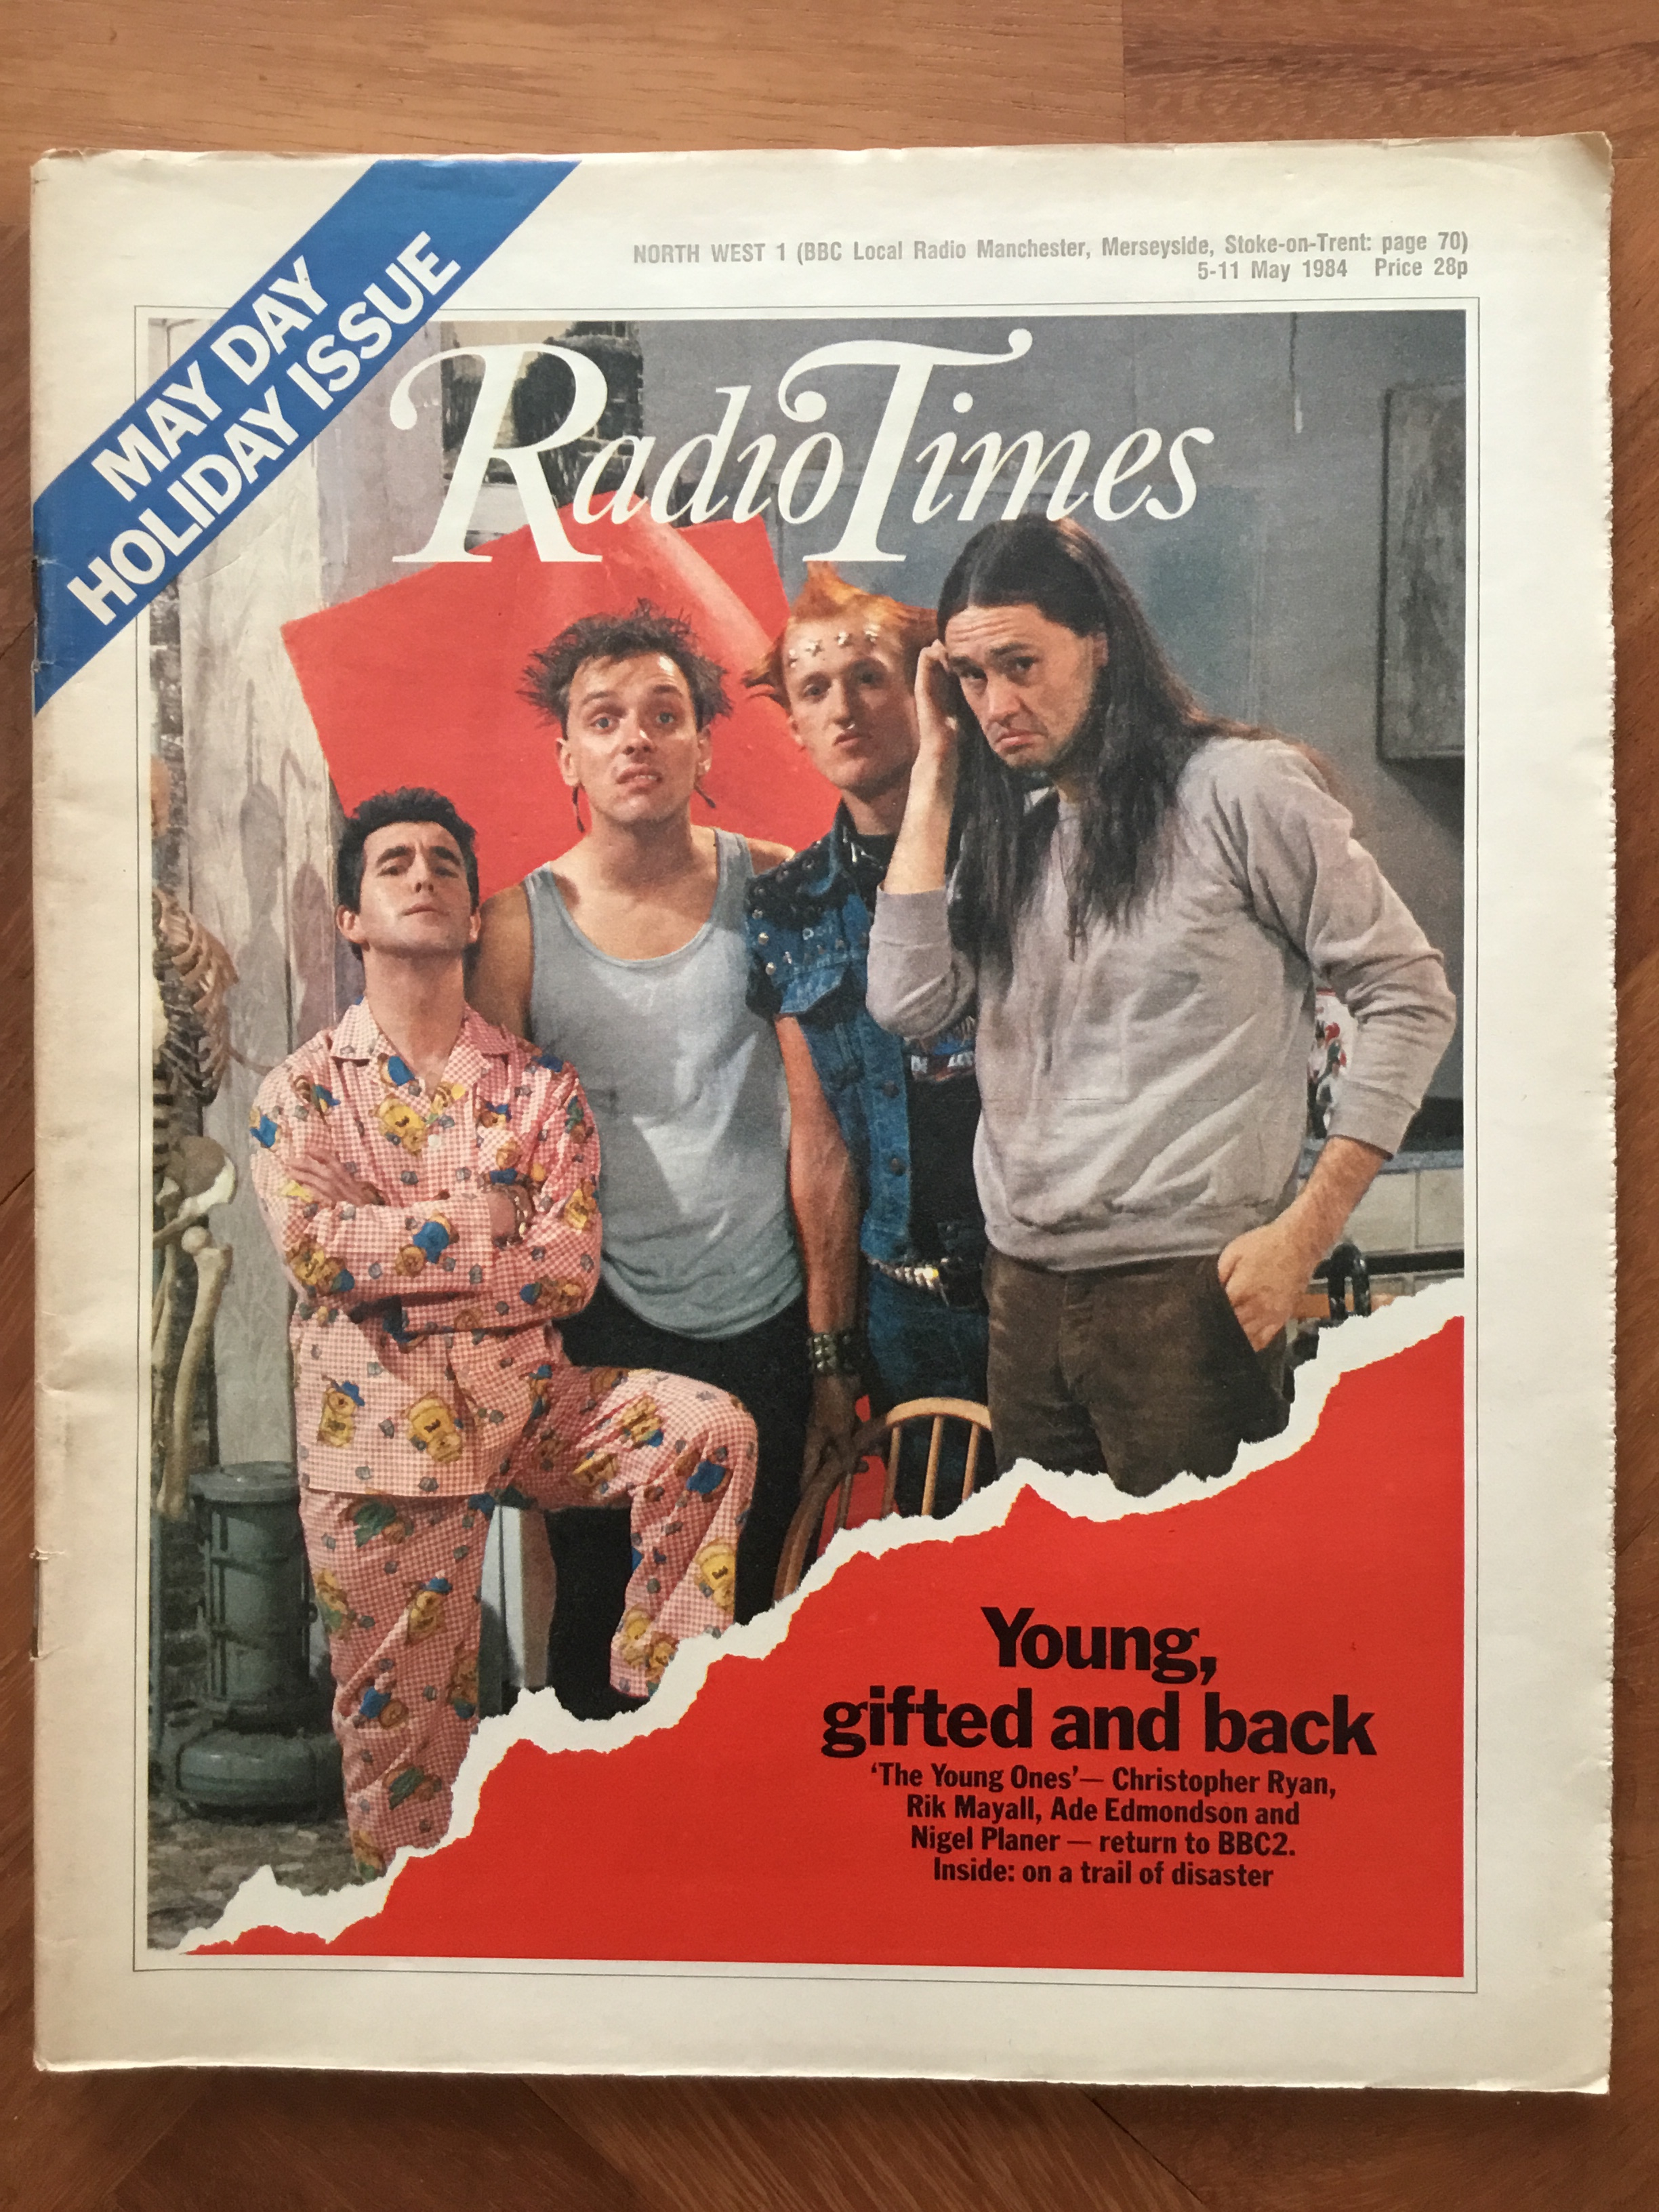 MAY DAY
HOLIDAY ISSUE
NORTH WEST 1 (BBC Local Radio Manchester, Merseyside, Stoke-on-Trent: page 70)
5-11 May 1984 Price 28p
RadioTimes
Young,
gifted and back
‘The Young Ones’— Christopher Ryan,
Rik Mayall, Ade Edmondson and
Nigel Planer — return to BBC2.
Inside: on a trail of disaster